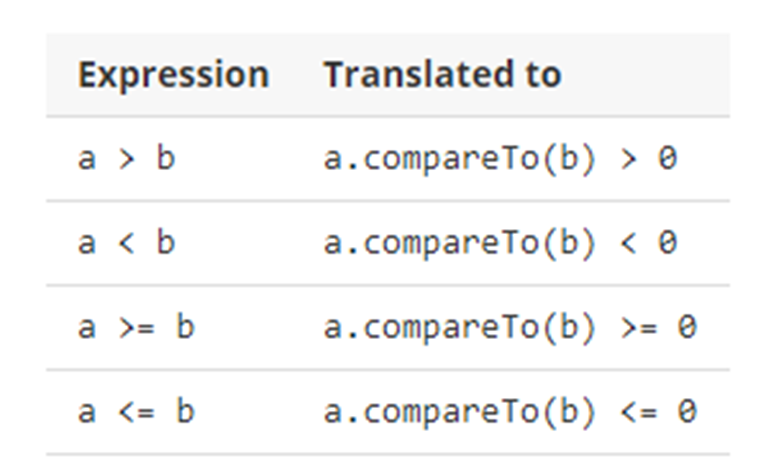 Expression Translated to
a > b a.compareTo(b) > 0
a < b a.compareTo(b) < 0
a >= b a.compareTo(b) >= 0
a <= b a.compareTo(b) <= 0